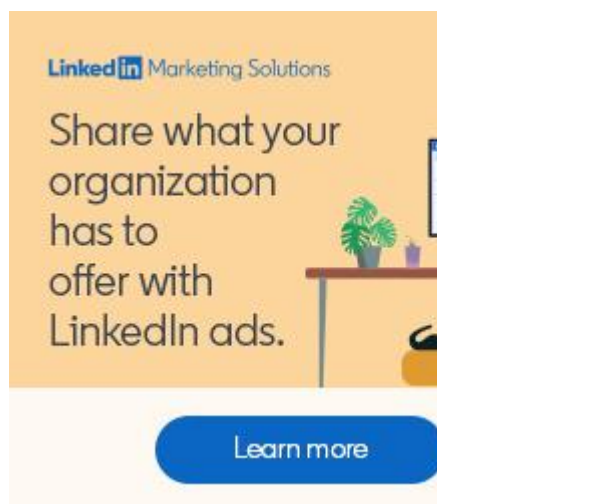 Linkedin Marketing Solutions
Share what your
organization
has to
offer with
LinkedIn ads.
Learn more